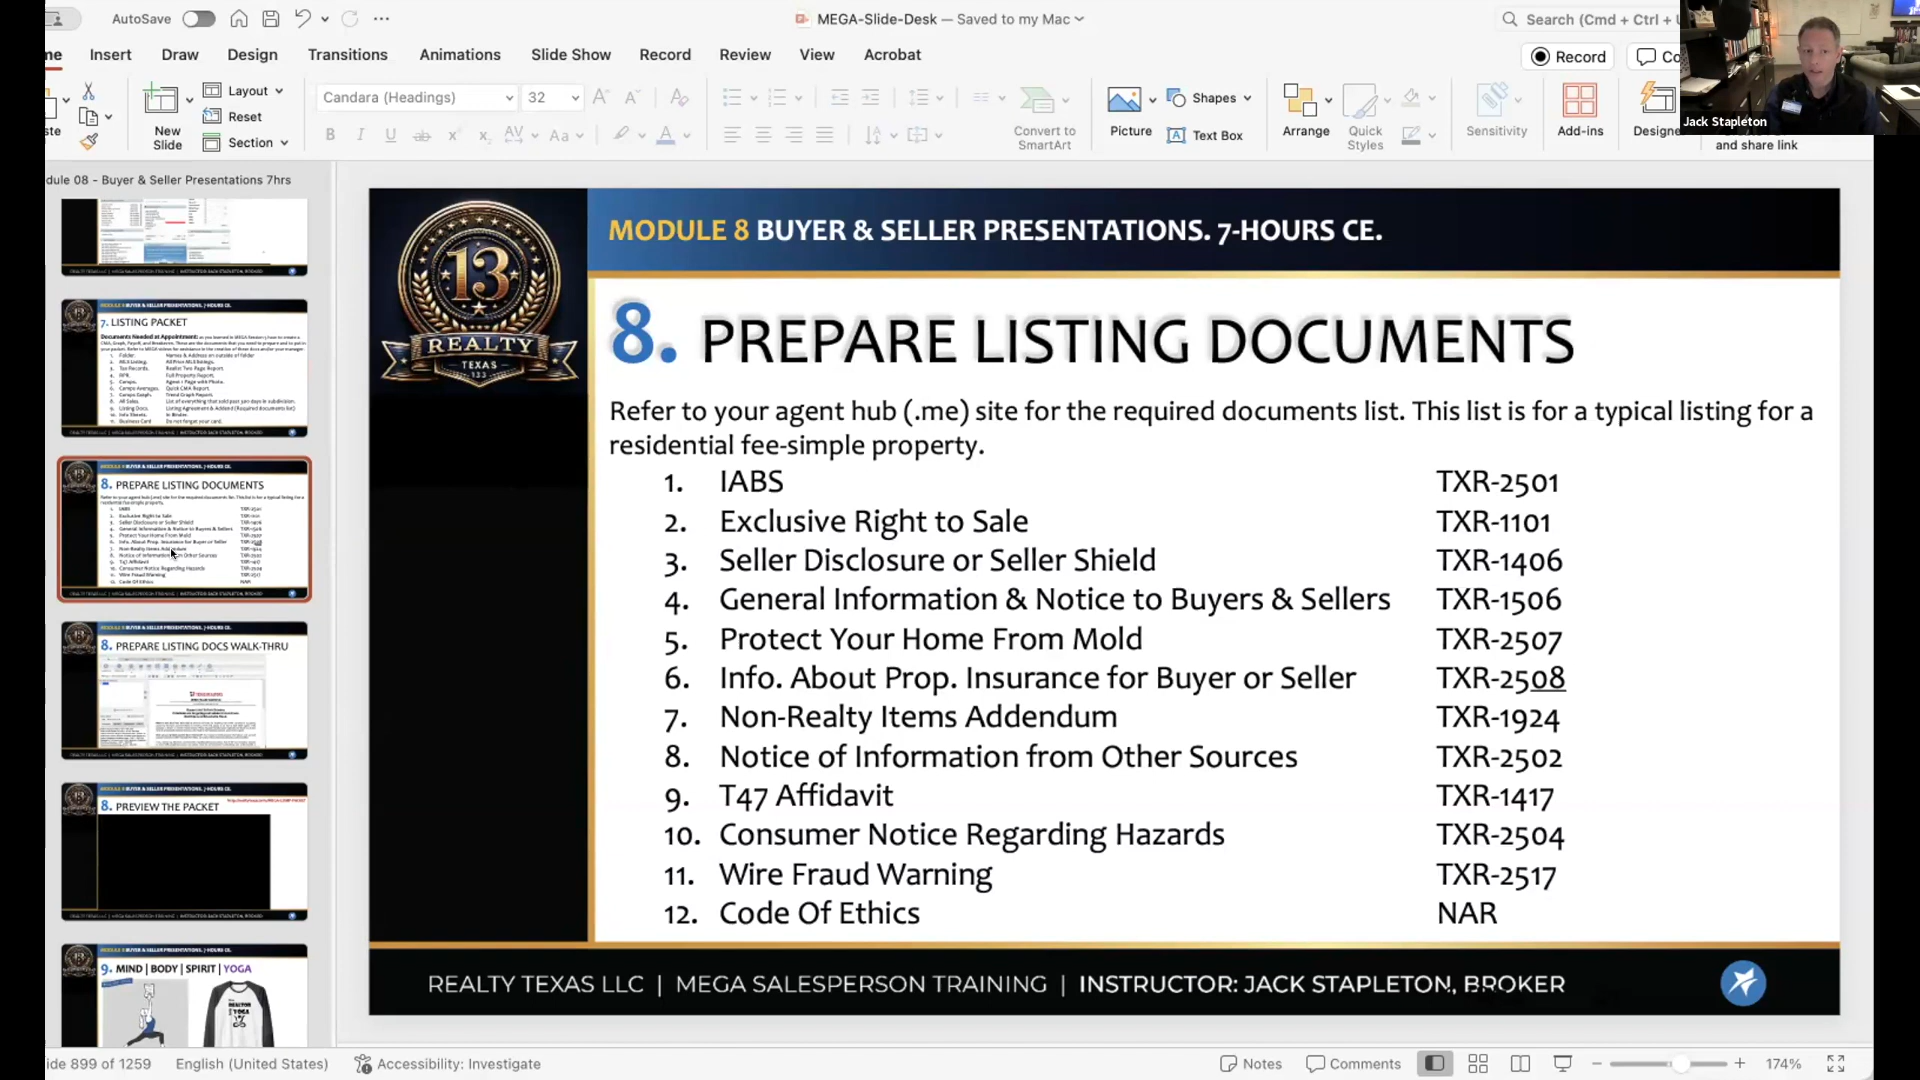 AutoSave
MEGA-Slide-Desk — Saved to my Mac
Search (Cmd + Ctrl + U
me Insert Draw Design Transitions Animations Slide Show Record Review View Acrobat
Record
Co
Jack Stapleton
ste
New Slide
Layout
Reset
Section
Candara (Headings) 32
Convert to SmartArt
Picture
Shapes
Text Box
Arrange
Quick Styles
Sensitivity
Add-ins
Designe
and share link
dule 08 - Buyer & Seller Presentations 7hrs
7. LISTING PACKET
8. PREPARE LISTING DOCUMENTS
8. PREPARE LISTING DOCS WALK-THRU
8. PREVIEW THE PACKET
9. MIND | BODY | SPIRIT | YOGA
13
REALTY
TEXAS
123
MODULE 8 BUYER & SELLER PRESENTATIONS. 7-HOURS CE.
8. PREPARE LISTING DOCUMENTS
Refer to your agent hub (.me) site for the required documents list. This list is for a typical listing for a
residential fee-simple property.
1. IABS TXR-2501
2. Exclusive Right to Sale TXR-1101
3. Seller Disclosure or Seller Shield TXR-1406
4. General Information & Notice to Buyers & Sellers TXR-1506
5. Protect Your Home From Mold TXR-2507
6. Info. About Prop. Insurance for Buyer or Seller TXR-2508
7. Non-Realty Items Addendum TXR-1924
8. Notice of Information from Other Sources TXR-2502
9. T47 Affidavit TXR-1417
10. Consumer Notice Regarding Hazards TXR-2504
11. Wire Fraud Warning TXR-2517
12. Code Of Ethics NAR
REALTY TEXAS LLC | MEGA SALESPERSON TRAINING | INSTRUCTOR: JACK STAPLETON, BROKER
ide 899 of 1259 English (United States) Accessibility: Investigate
Notes Comments 174%